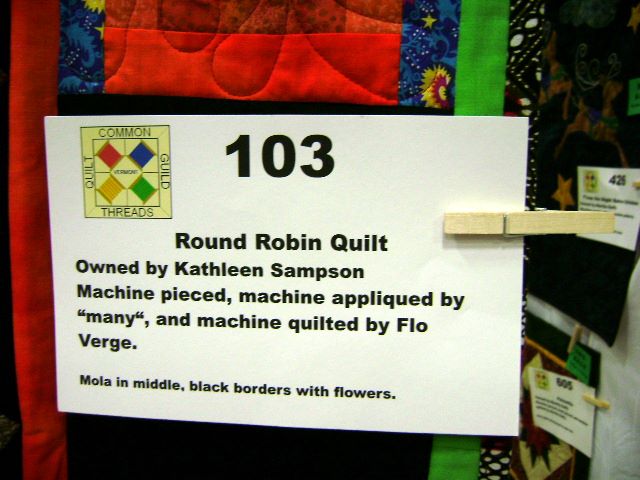 COMMON
QUILT
GUILD
VERMONT
THREADS
103
Round Robin Quilt
Owned by Kathleen Sampson
Machine pieced, machine appliqued by
“many“, and machine quilted by Flo
Verge.
Mola in middle, black borders with flowers.
426
605